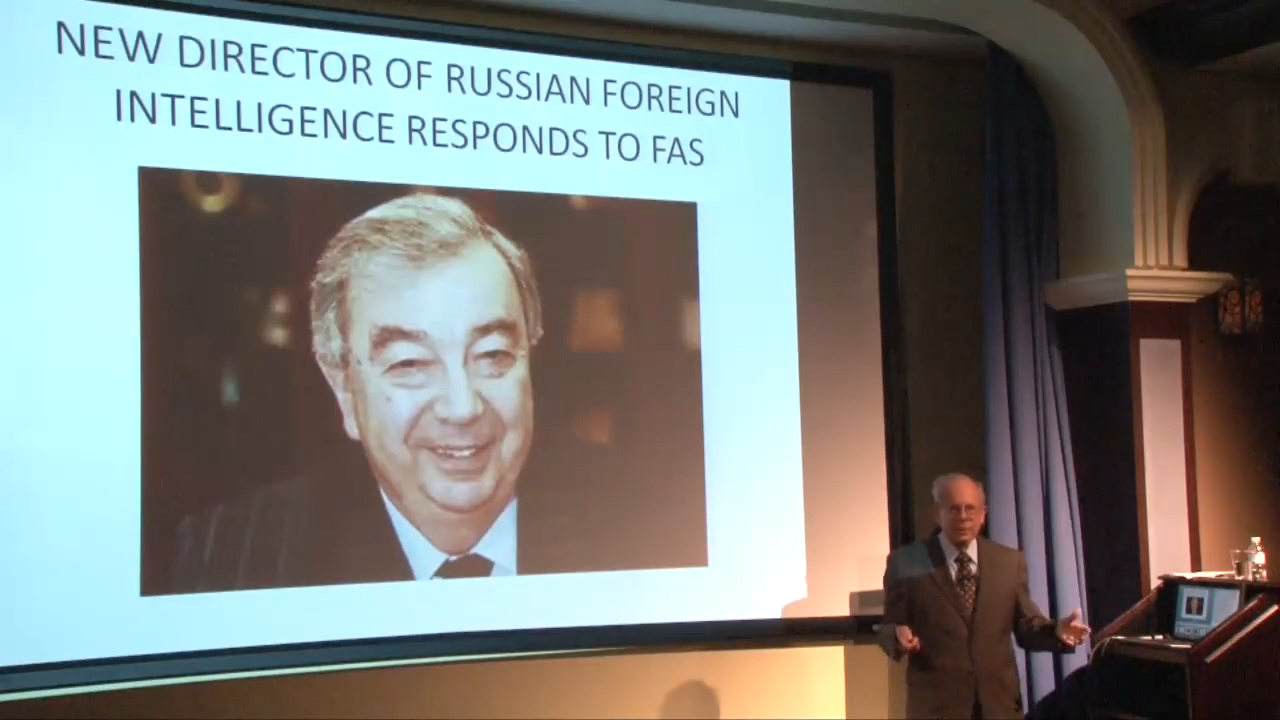 NEW DIRECTOR OF RUSSIAN FOREIGN
INTELLIGENCE RESPONDS TO FAS